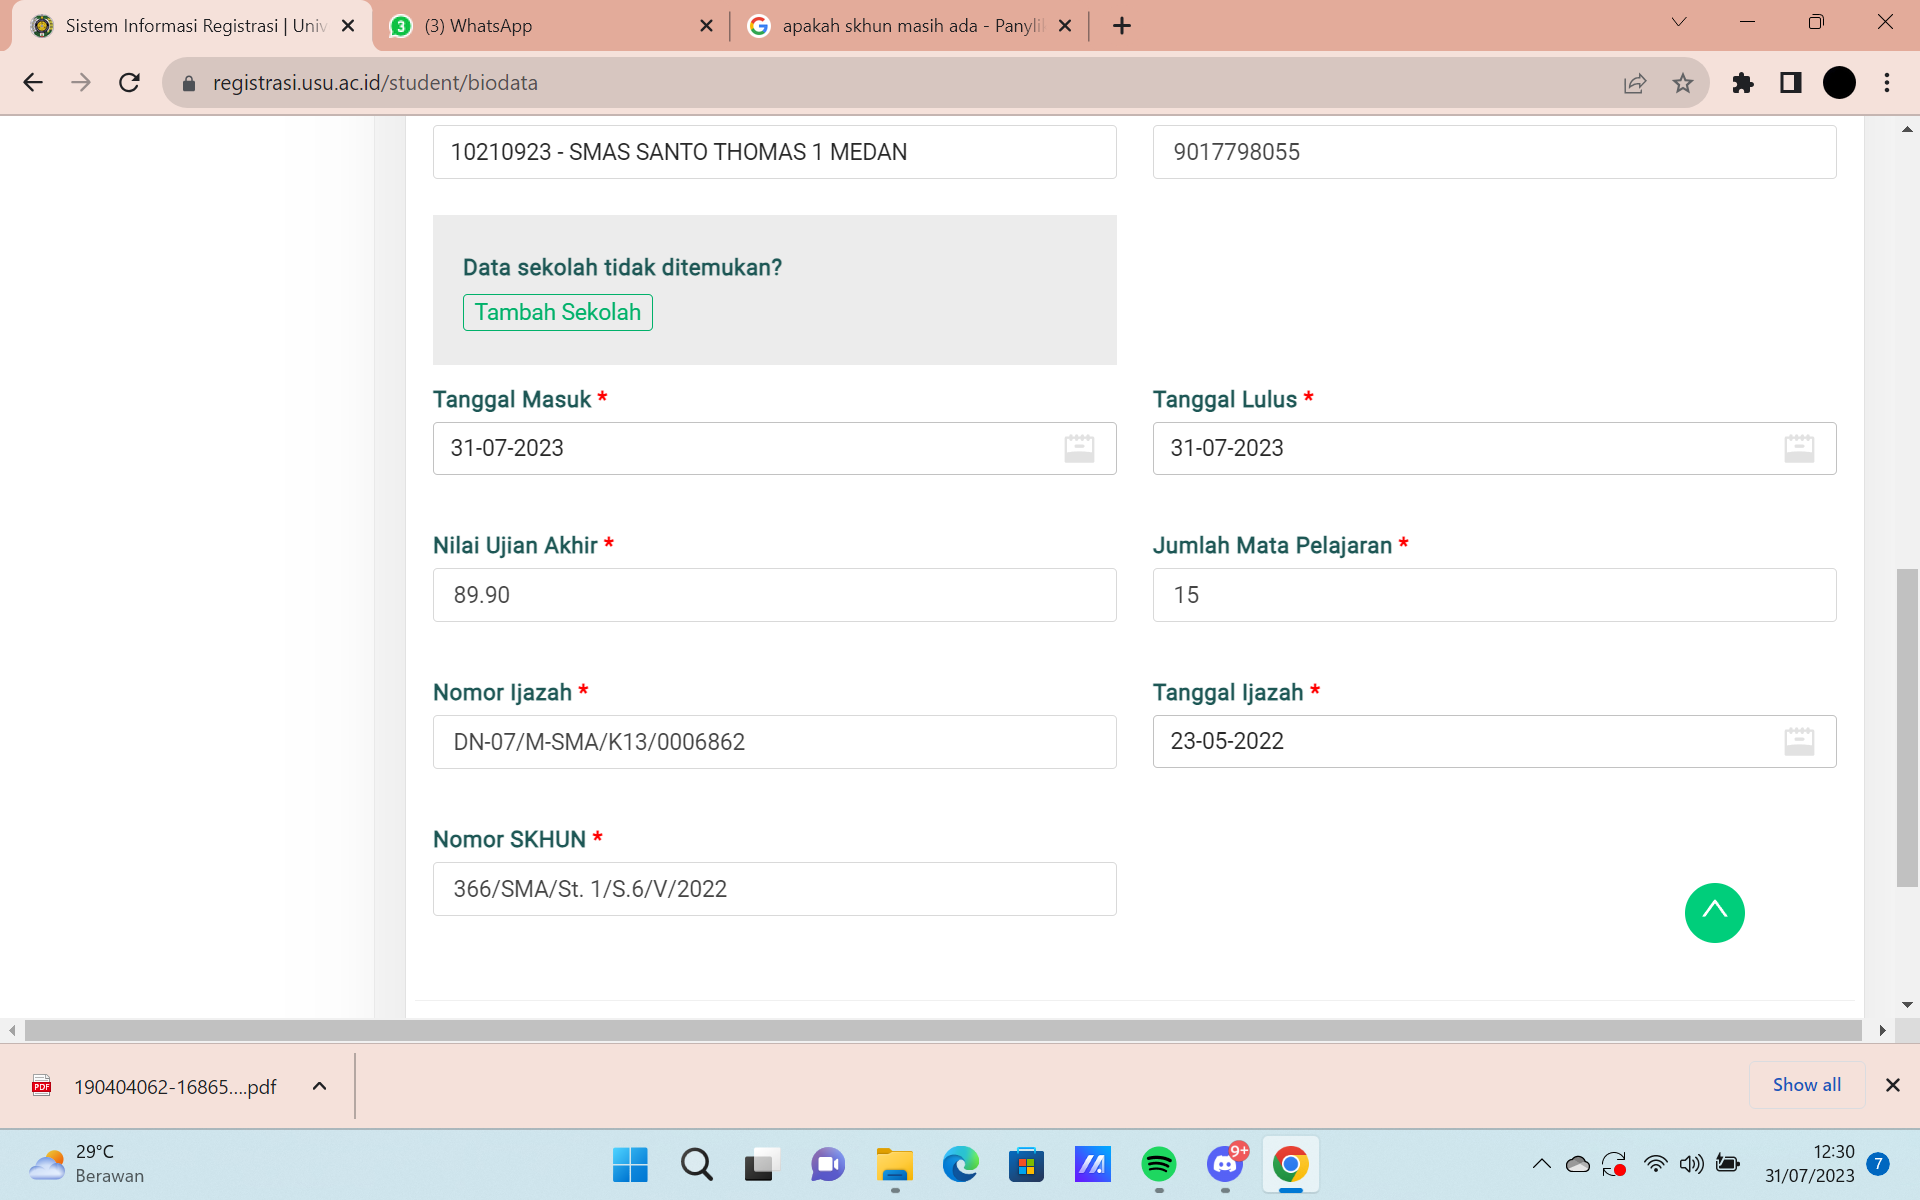 Sistem Informasi Registrasi | Univ
(3) WhatsApp
apakah skhun masih ada - Panyli
registrasi.usu.ac.id/student/biodata
10210923 - SMAS SANTO THOMAS 1 MEDAN
9017798055
Data sekolah tidak ditemukan?
Tambah Sekolah
Tanggal Masuk *
Tanggal Lulus *
31-07-2023
31-07-2023
Nilai Ujian Akhir *
Jumlah Mata Pelajaran *
89.90
15
Nomor Ijazah *
Tanggal Ijazah *
DN-07/M-SMA/K13/0006862
23-05-2022
Nomor SKHUN *
366/SMA/St. 1/S.6/V/2022
PDF
190404062-16865....pdf
Show all
29°C
Berawan
9+
12:30
31/07/2023
7